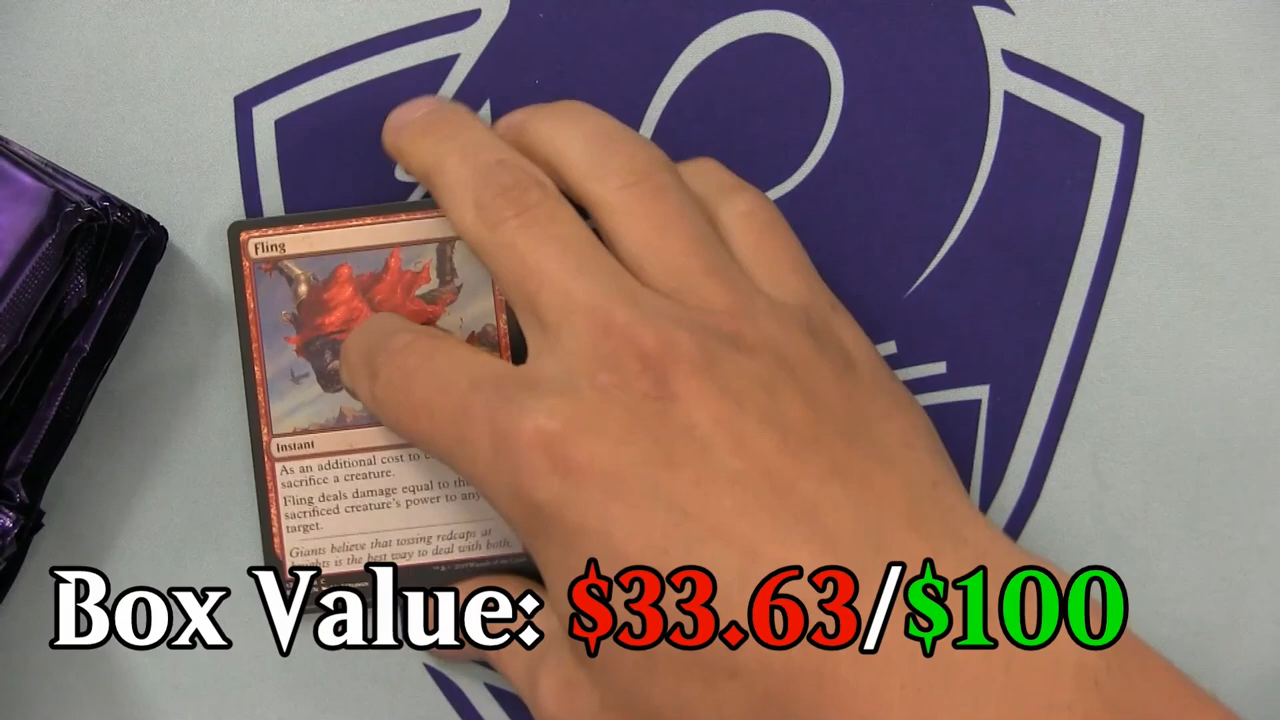 Fling
Instant
As an additional cost to
sacrifice a creature.
Fling deals damage equal to the
sacrificed creature's power to any
target.
Giants believe that tossing redcaps at
knights is the best way to deal with both.
Box Value: $33.63/$100